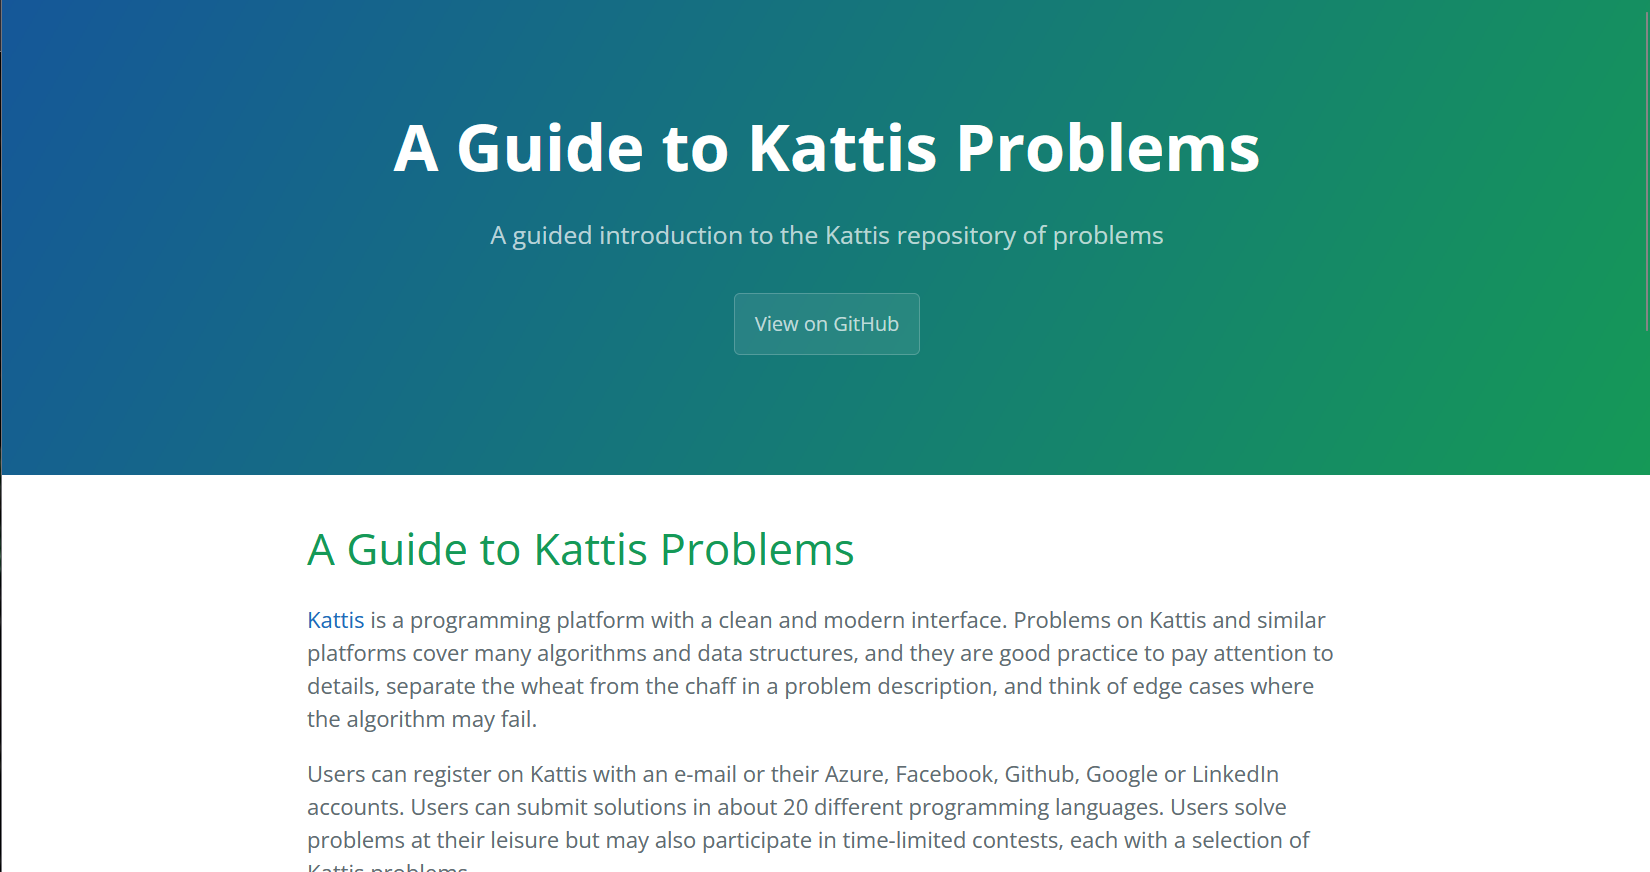 A Guide to Kattis Problems
A guided introduction to the Kattis repository of problems
View on GitHub
A Guide to Kattis Problems
Kattis is a programming platform with a clean and modern interface. Problems on Kattis and similar
platforms cover many algorithms and data structures, and they are good practice to pay attention to
details, separate the wheat from the chaff in a problem description, and think of edge cases where
the algorithm may fail.
Users can register on Kattis with an e-mail or their Azure, Facebook, Github, Google or LinkedIn
accounts. Users can submit solutions in about 20 different programming languages. Users solve
problems at their leisure but may also participate in time-limited contests, each with a selection of
Kattis problems.